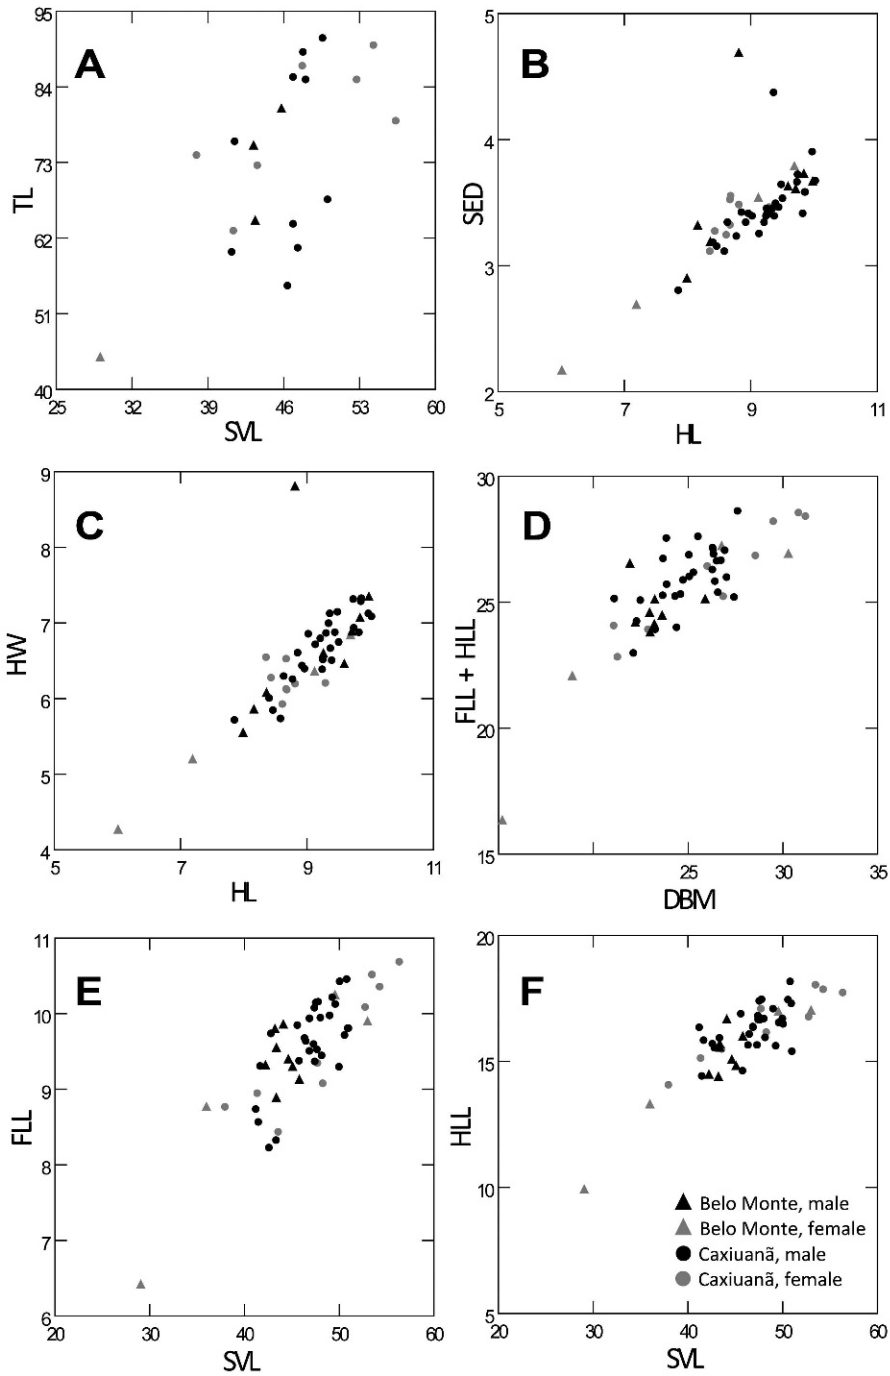 A
95
84
73
62
51
40
TL
25 32 39 46 53 60
SVL
B
5
4
3
2
SED
5 7 9 11
HL
C
9
8
7
6
5
4
HW
5 7 9 11
HL
D
30
25
20
15
FLL + HLL
25 30 35
DBM
E
11
10
9
8
7
6
FLL
20 30 40 50 60
SVL
F
20
15
10
5
HLL
Belo Monte, male
Belo Monte, female
Caxiuanã, male
Caxiuanã, female
20 30 40 50 60
SVL